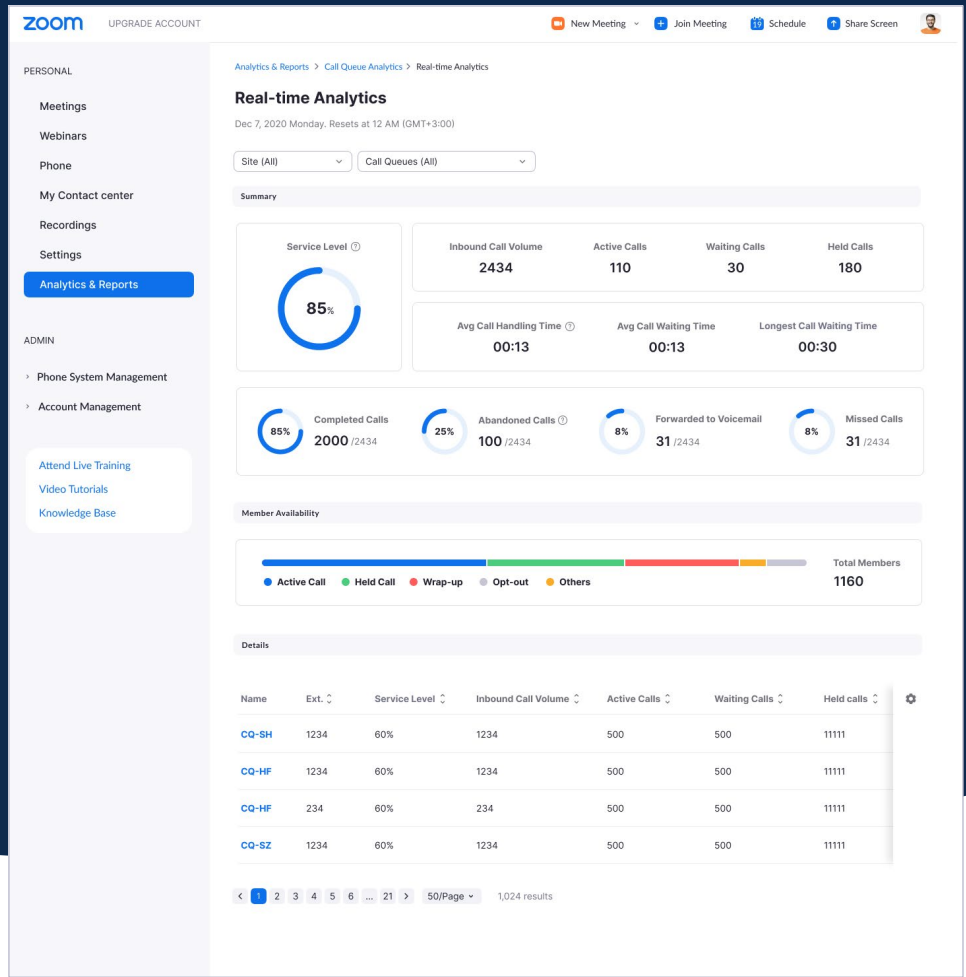 zoom UPGRADE ACCOUNT New Meeting Join Meeting 19 Schedule Share Screen
PERSONAL
Meetings
Webinars
Phone
My Contact center
Recordings
Settings
Analytics & Reports
ADMIN
Phone System Management
Account Management
Attend Live Training
Video Tutorials
Knowledge Base
Analytics & Reports > Call Queue Analytics > Real-time Analytics
Real-time Analytics
Dec 7, 2020 Monday. Resets at 12 AM (GMT+3:00)
Site (All) Call Queues (All)
Summary
Service Level ?
85%
Inbound Call Volume Active Calls Waiting Calls Held Calls
2434 110 30 180
Avg Call Handling Time ? Avg Call Waiting Time Longest Call Waiting Time
00:13 00:13 00:30
85% Completed Calls 2000 /2434
25% Abandoned Calls ? 100 /2434
8% Forwarded to Voicemail 31 /2434
8% Missed Calls 31 /2434
Member Availability
Active Call Held Call Wrap-up Opt-out Others
Total Members
1160
Details
Name Ext. Service Level Inbound Call Volume Active Calls Waiting Calls Held calls
CQ-SH 1234 60% 1234 500 500 11111
CQ-HF 1234 60% 1234 500 500 11111
CQ-HF 234 60% 234 500 500 11111
CQ-SZ 1234 60% 1234 500 500 11111
< 1 2 3 4 5 6 ... 21 > 50/Page 1,024 results